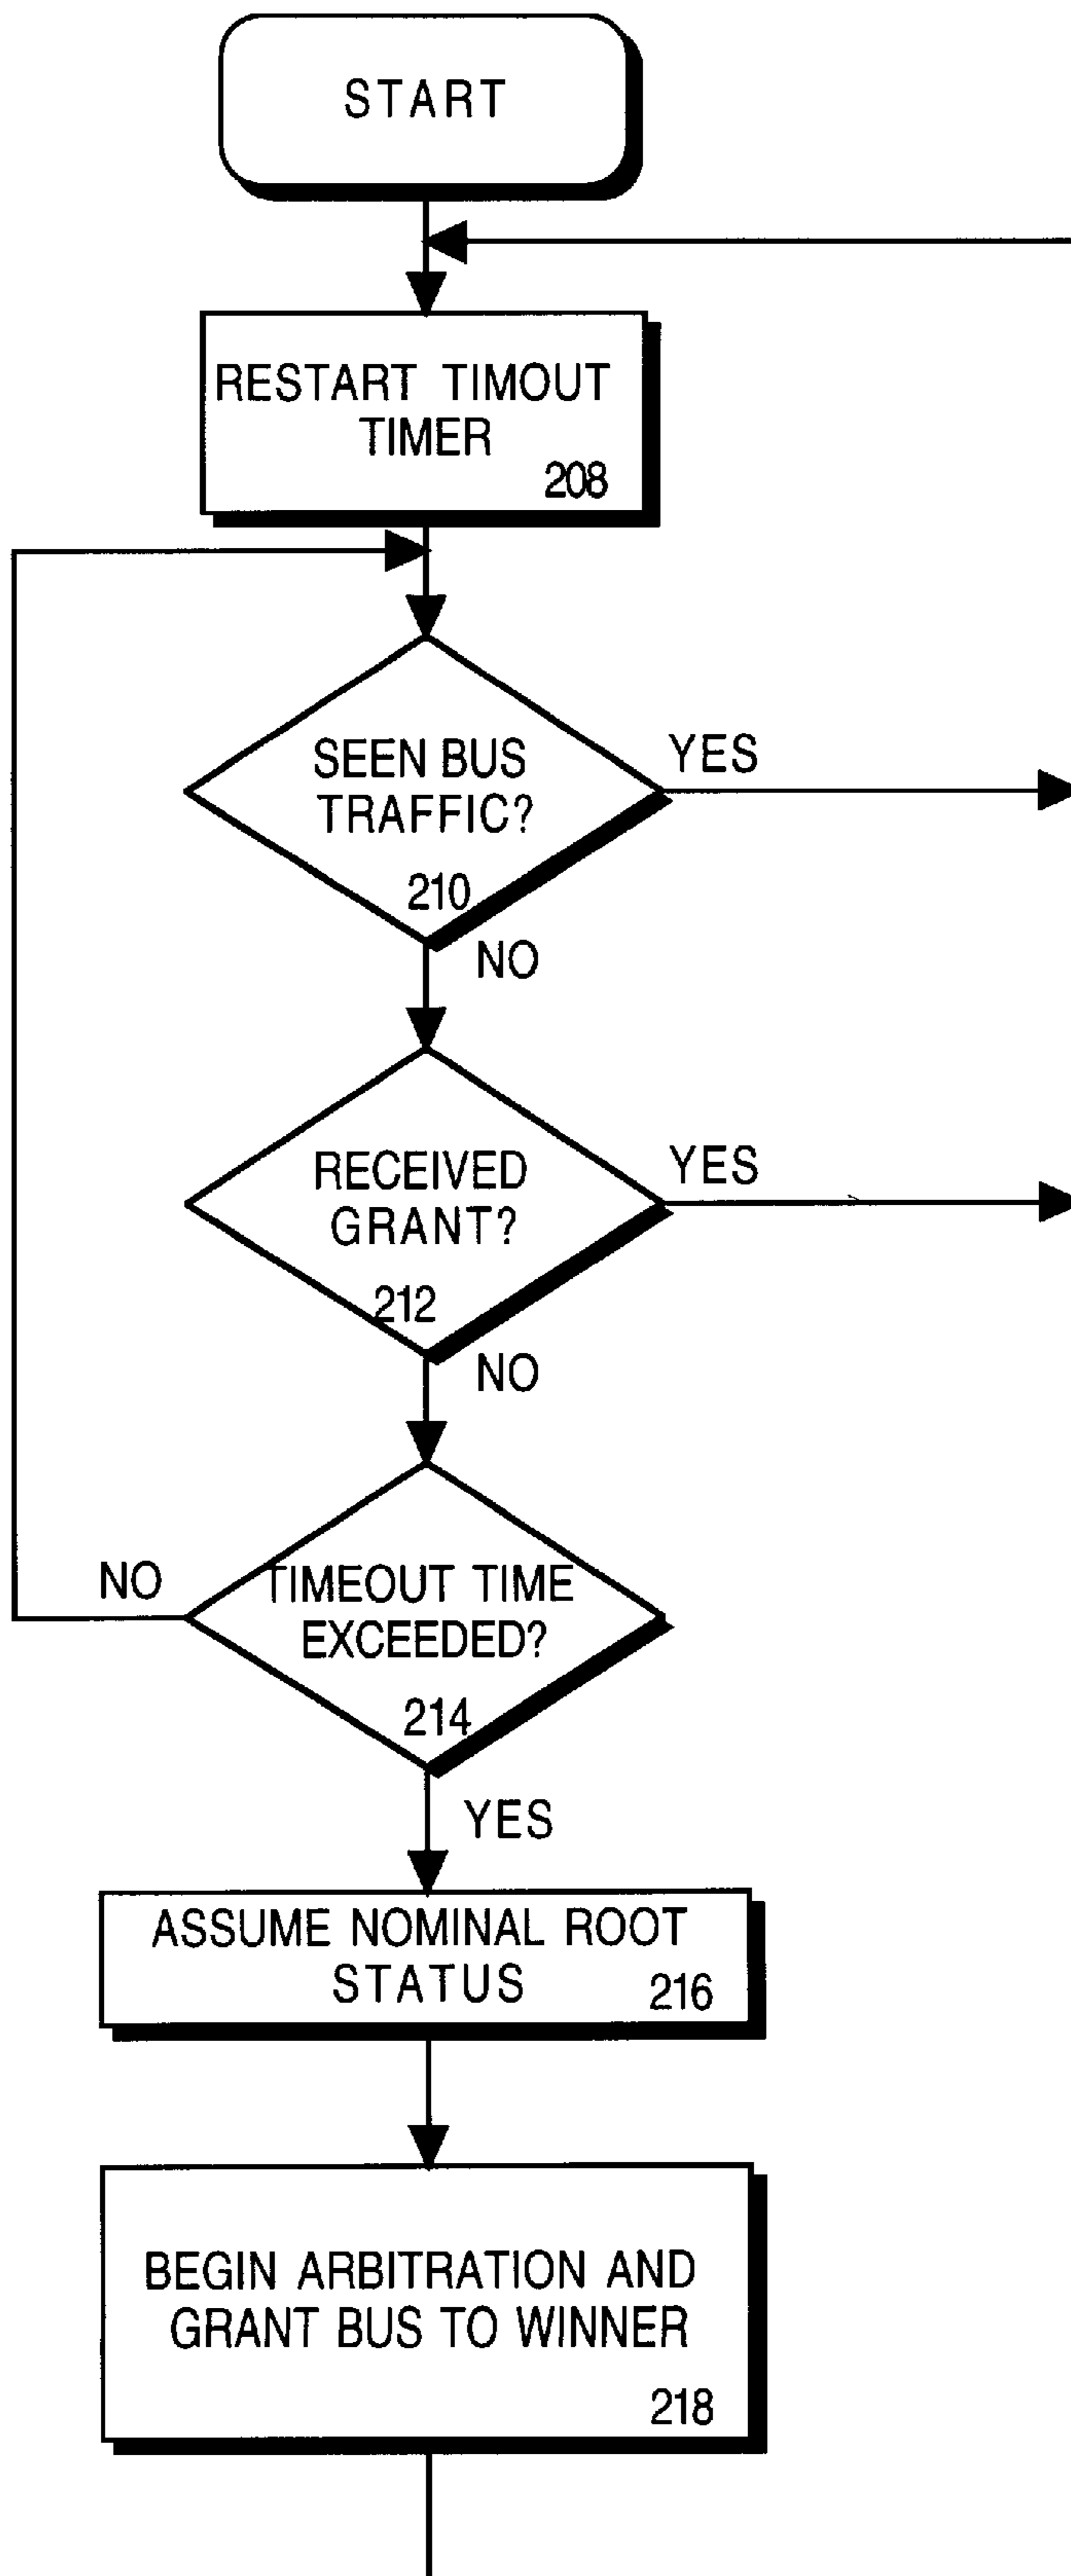 START
RESTART TIMOUT
TIMER
208
SEEN BUS
TRAFFIC?
210
YES
NO
RECEIVED
GRANT?
212
YES
NO
TIMEOUT TIME
EXCEEDED?
214
NO
YES
ASSUME NOMINAL ROOT
STATUS 216
BEGIN ARBITRATION AND
GRANT BUS TO WINNER
218